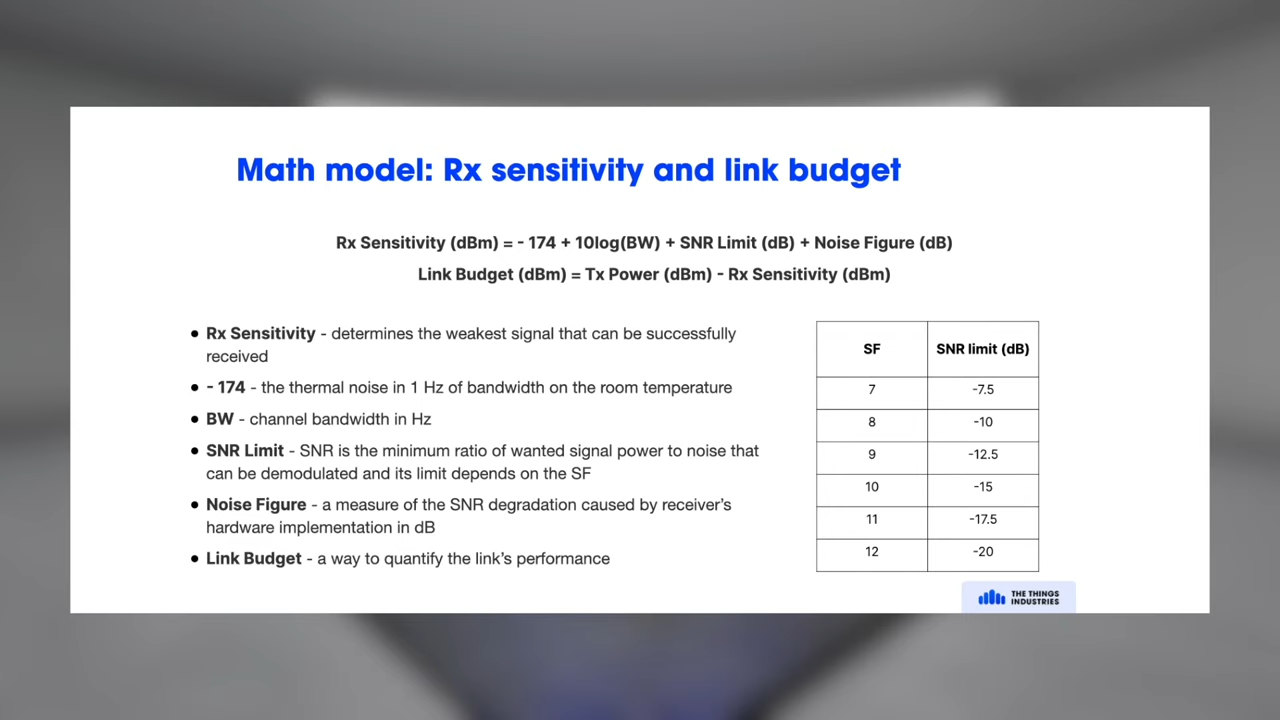 Math model: Rx sensitivity and link budget
Rx Sensitivity (dBm) = - 174 + 10log(BW) + SNR Limit (dB) + Noise Figure (dB)
Link Budget (dBm) = Tx Power (dBm) - Rx Sensitivity (dBm)
● Rx Sensitivity - determines the weakest signal that can be successfully
received
● - 174 - the thermal noise in 1 Hz of bandwidth on the room temperature
● BW - channel bandwidth in Hz
● SNR Limit - SNR is the minimum ratio of wanted signal power to noise that
can be demodulated and its limit depends on the SF
● Noise Figure - a measure of the SNR degradation caused by receiver's
hardware implementation in dB
● Link Budget - a way to quantify the link's performance
SF SNR limit (dB)
7 -7.5
8 -10
9 -12.5
10 -15
11 -17.5
12 -20
THE THINGS
INDUSTRIES